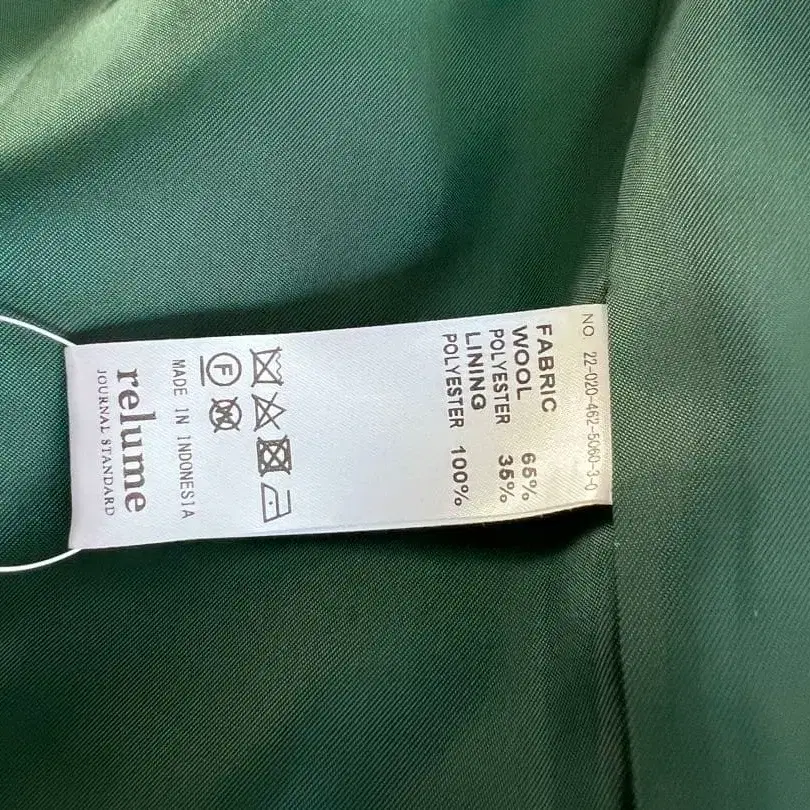 NO. 22-020-462-5060-3-0
FABRIC
WOOL 65%
POLYESTER 35%
LINING
POLYESTER 100%
F
MADE IN INDONESIA
relume
JOURNAL STANDARD